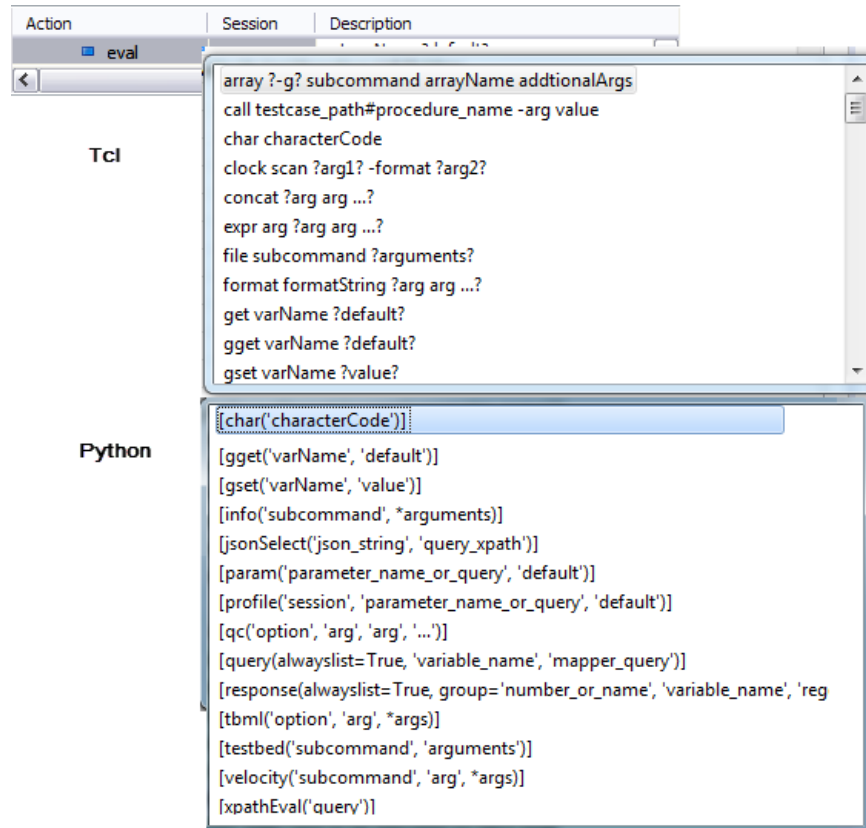 Action Session Description
eval
array ?-g? subcommand arrayName addtionalArgs
call testcase_path#procedure_name -arg value
char characterCode
Tcl
clock scan ?arg1? -format ?arg2?
concat ?arg arg ...?
expr arg ?arg arg ...?
file subcommand ?arguments?
format formatString ?arg arg ...?
get varName ?default?
gget varName ?default?
gset varName ?value?
[char('characterCode')]
Python
[gget('varName', 'default')]
[gset('varName', 'value')]
[info('subcommand', *arguments)]
[jsonSelect('json_string', 'query_xpath')]
[param('parameter_name_or_query', 'default')]
[profile('session', 'parameter_name_or_query', 'default')]
[qc('option', 'arg', 'arg', '...')]
[query(alwayslist=True, 'variable_name', 'mapper_query')]
[response(alwayslist=True, group='number_or_name', 'variable_name', 'reg
[tbml('option', 'arg', *args)]
[testbed('subcommand', 'arguments')]
[velocity('subcommand', 'arg', *args)]
[xpathEval('query')]